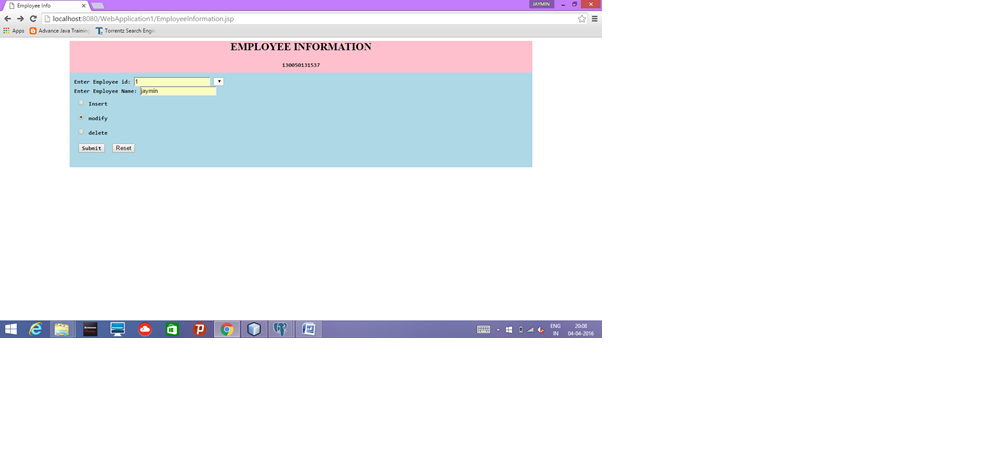 Employee Info
JAYMIN
localhost:8080/WebApplication1/EmployeeInformation.jsp
Apps Advance Java Training Torrentz Search Engi
EMPLOYEE INFORMATION
130050131537
Enter Employee id: 1
Enter Employee Name: jaymin
Insert
modify
delete
Submit Reset
ENG 20:08
IN 04-04-2016